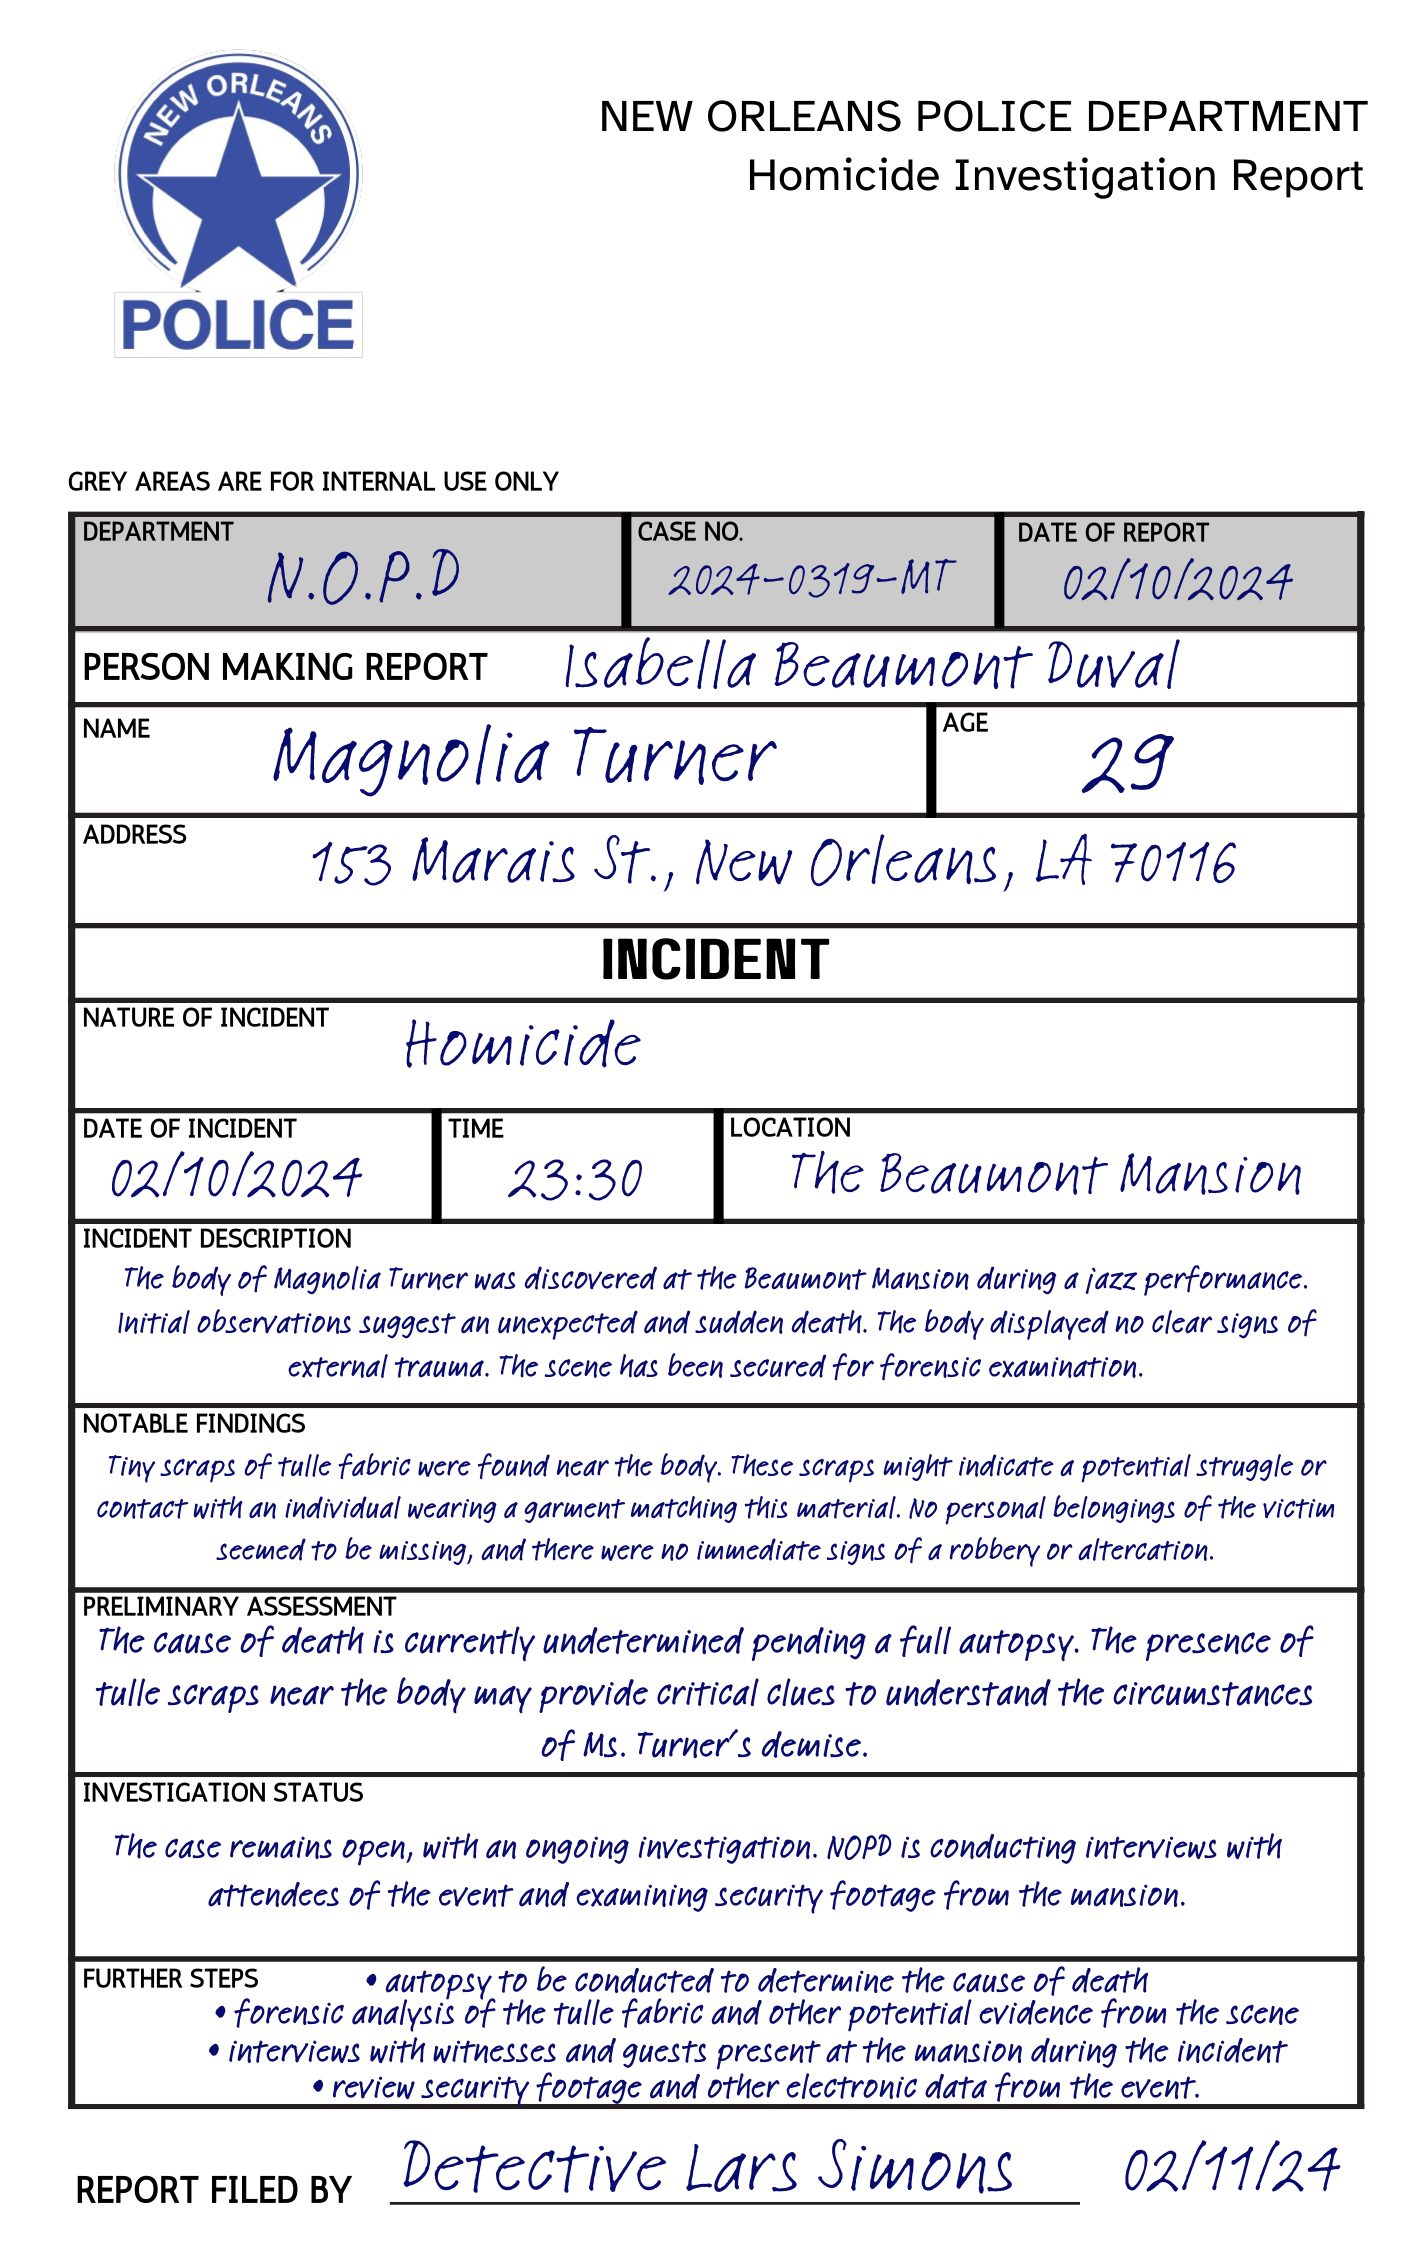 NEW ORLEANS
POLICE
NEW ORLEANS POLICE DEPARTMENT
Homicide Investigation Report
GREY AREAS ARE FOR INTERNAL USE ONLY
DEPARTMENT
N.O.P.D
CASE NO.
2024-0319-MT
DATE OF REPORT
02/10/2024
PERSON MAKING REPORT Isabella Beaumont Duval
NAME
Magnolia Turner
AGE
29
ADDRESS
153 Marais St., New Orleans, LA 70116
INCIDENT
NATURE OF INCIDENT
Homicide
DATE OF INCIDENT
02/10/2024
TIME
23:30
LOCATION
The Beaumont Mansion
INCIDENT DESCRIPTION
The body of Magnolia Turner was discovered at the Beaumont Mansion during a jazz performance.
Initial observations suggest an unexpected and sudden death. The body displayed no clear signs of
external trauma. The scene has been secured for forensic examination.
NOTABLE FINDINGS
Tiny scraps of tulle fabric were found near the body. These scraps might indicate a potential struggle or
contact with an individual wearing a garment matching this material. No personal belongings of the victim
seemed to be missing, and there were no immediate signs of a robbery or altercation.
PRELIMINARY ASSESSMENT
The cause of death is currently undetermined pending a full autopsy. The presence of
tulle scraps near the body may provide critical clues to understand the circumstances
of Ms. Turner's demise.
INVESTIGATION STATUS
The case remains open, with an ongoing investigation. NOPD is conducting interviews with
attendees of the event and examining security footage from the mansion.
FURTHER STEPS
• autopsy to be conducted to determine the cause of death
• forensic analysis of the tulle fabric and other potential evidence from the scene
• interviews with witnesses and guests present at the mansion during the incident
• review security footage and other electronic data from the event.
REPORT FILED BY Detective Lars Simons 02/11/24